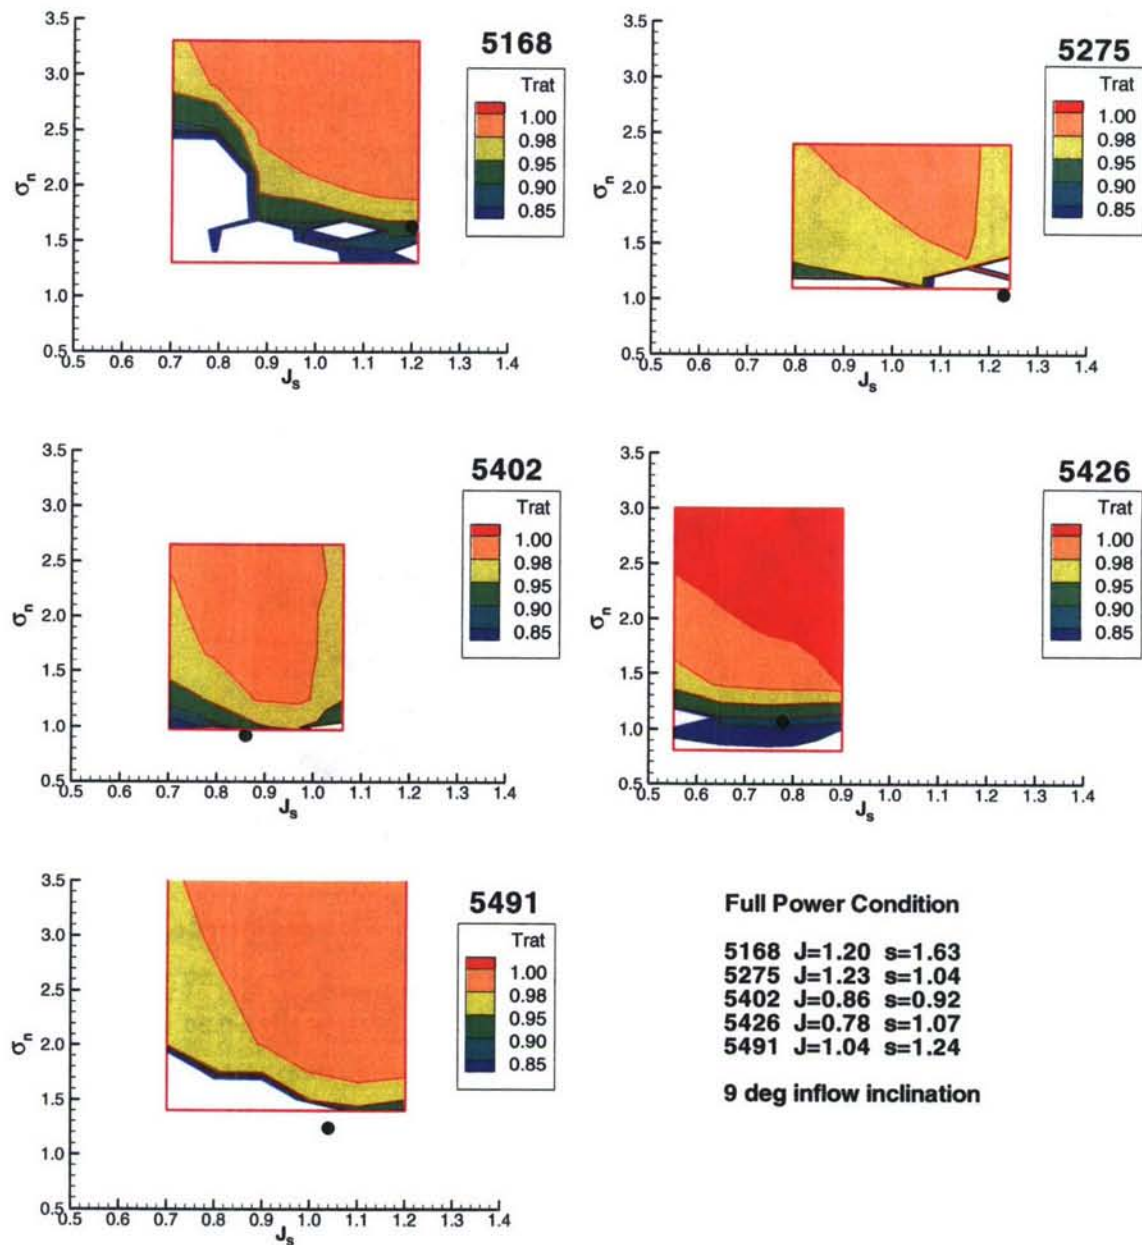 5168
Trat
1.00
0.98
0.95
0.90
0.85
3.5
3.0
2.5
2.0
1.5
1.0
0.5
σn
0.5 0.6 0.7 0.8 0.9 1.0 1.1 1.2 1.3 1.4
Js
5275
Trat
1.00
0.98
0.95
0.90
0.85
3.5
3.0
2.5
2.0
1.5
1.0
0.5
σn
0.5 0.6 0.7 0.8 0.9 1.0 1.1 1.2 1.3 1.4
Js
5402
Trat
1.00
0.98
0.95
0.90
0.85
3.5
3.0
2.5
2.0
1.5
1.0
0.5
σn
0.5 0.6 0.7 0.8 0.9 1.0 1.1 1.2 1.3 1.4
Js
5426
Trat
1.00
0.98
0.95
0.90
0.85
3.5
3.0
2.5
2.0
1.5
1.0
0.5
σn
0.5 0.6 0.7 0.8 0.9 1.0 1.1 1.2 1.3 1.4
Js
5491
Trat
1.00
0.98
0.95
0.90
0.85
3.5
3.0
2.5
2.0
1.5
1.0
0.5
σn
0.5 0.6 0.7 0.8 0.9 1.0 1.1 1.2 1.3 1.4
Js
Full Power Condition
5168 J=1.20 s=1.63
5275 J=1.23 s=1.04
5402 J=0.86 s=0.92
5426 J=0.78 s=1.07
5491 J=1.04 s=1.24
9 deg inflow inclination